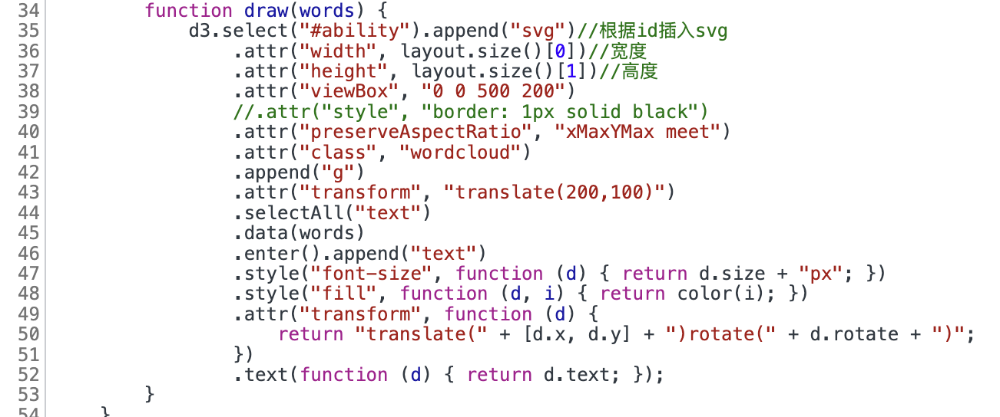 34 function draw(words) {
35 d3.select("#ability").append("svg")//根据id插入svg
36 .attr("width", layout.size()[0])//宽度
37 .attr("height", layout.size()[1])//高度
38 .attr("viewBox", "0 0 500 200")
39 //.attr("style", "border: 1px solid black")
40 .attr("preserveAspectRatio", "xMaxYMax meet")
41 .attr("class", "wordcloud")
42 .append("g")
43 .attr("transform", "translate(200,100)")
44 .selectAll("text")
45 .data(words)
46 .enter().append("text")
47 .style("font-size", function (d) { return d.size + "px"; })
48 .style("fill", function (d, i) { return color(i); })
49 .attr("transform", function (d) {
50 return "translate(" + [d.x, d.y] + ")rotate(" + d.rotate + ")";
51 })
52 .text(function (d) { return d.text; });
53 }
54 }